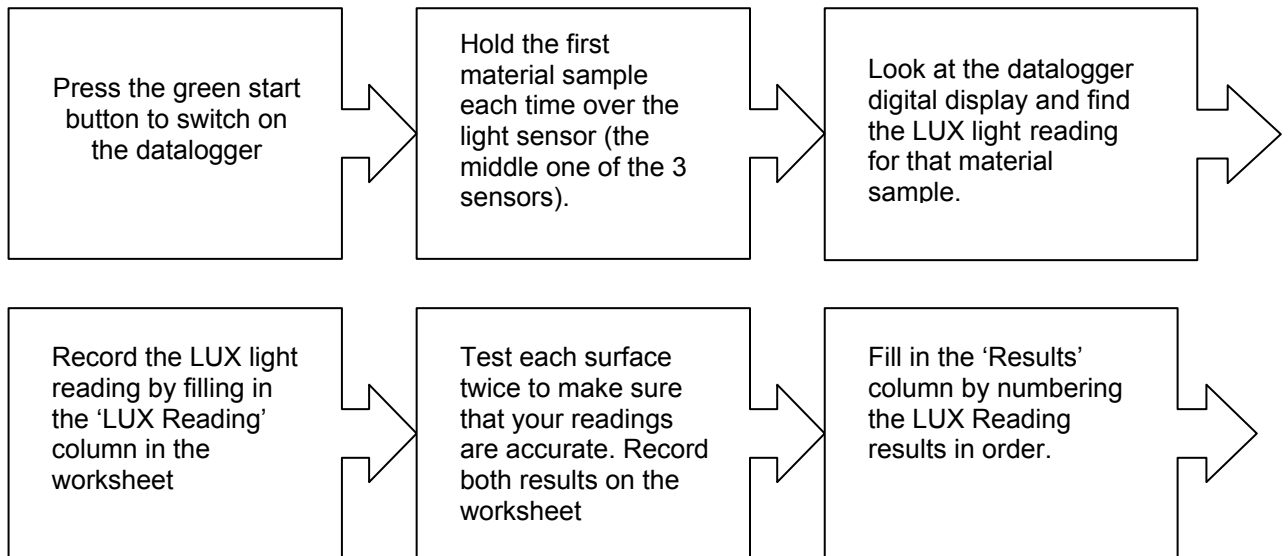 Press the green start
button to switch on
the datalogger
Hold the first
material sample
each time over the
light sensor (the
middle one of the 3
sensors).
Look at the datalogger
digital display and find
the LUX light reading
for that material
sample.
Record the LUX light
reading by filling in
the ‘LUX Reading’
column in the
worksheet
Test each surface
twice to make sure
that your readings
are accurate. Record
both results on the
worksheet
Fill in the ‘Results’
column by numbering
the LUX Reading
results in order.